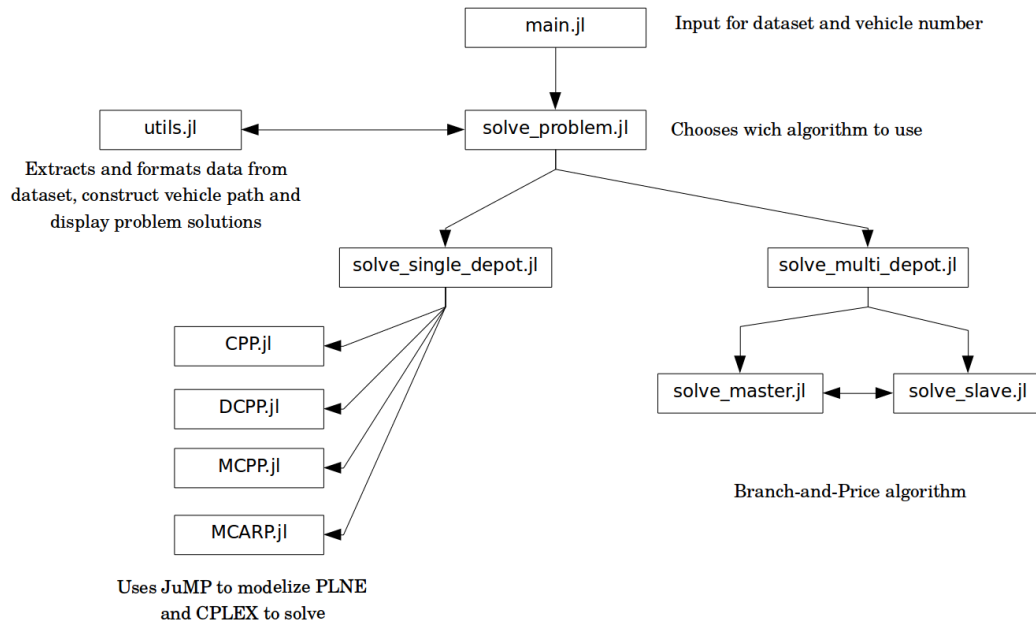 main.jl
Input for dataset and vehicle number
utils.jl
solve_problem.jl
Chooses wich algorithm to use
Extracts and formats data from
dataset, construct vehicle path and
display problem solutions
solve_single_depot.jl
solve_multi_depot.jl
CPP.jl
DCPP.jl
MCPP.jl
MCARP.jl
solve_master.jl
solve_slave.jl
Branch-and-Price algorithm
Uses JuMP to modelize PLNE
and CPLEX to solve